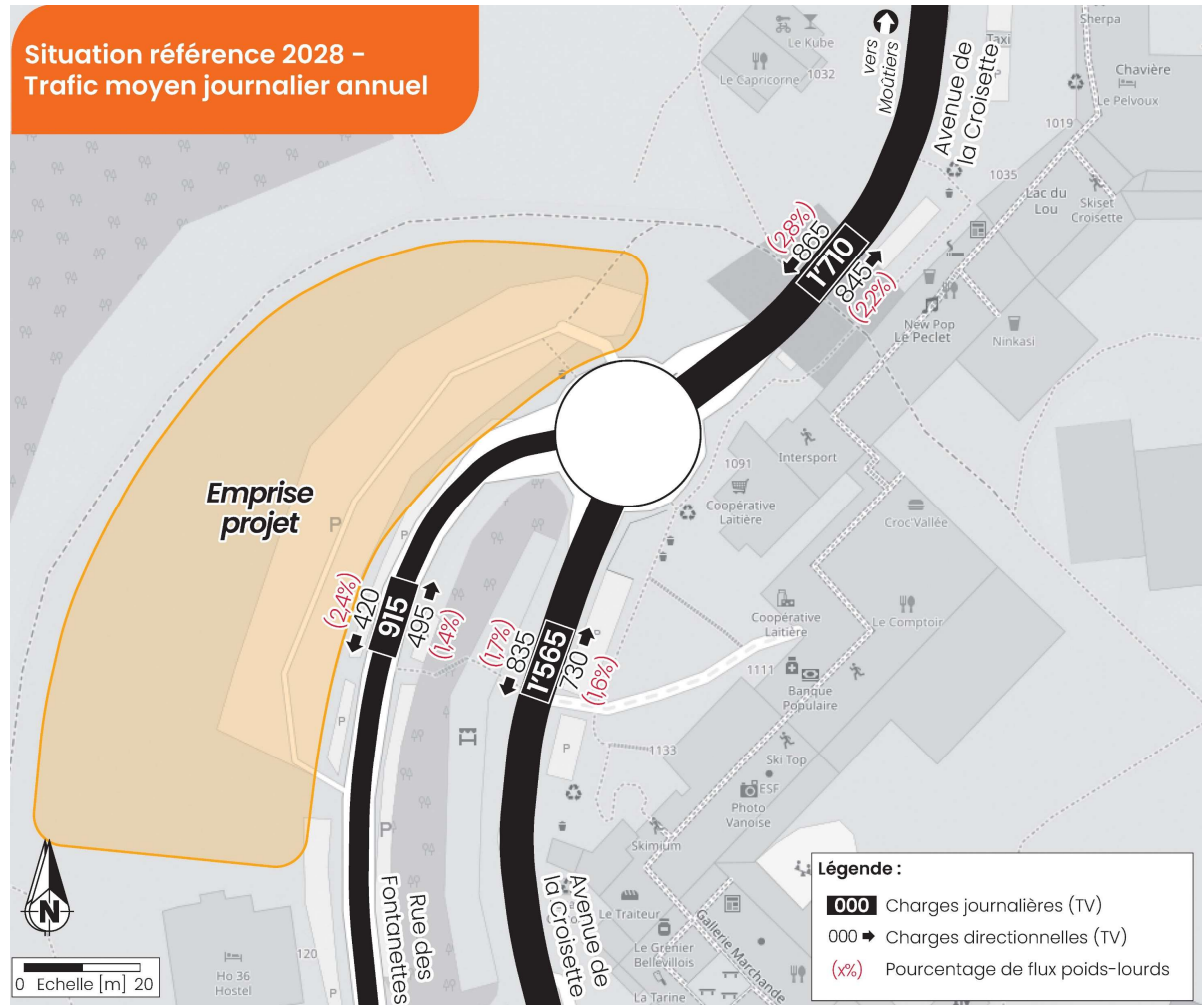 Situation référence 2028 -
Trafic moyen journalier annuel
vers
Moûtiers
Avenue de
la Croisette
Sherpa
Taxi
Le Kube
Le Capricorne
1032
Chavière
Le Pelvoux
1019
1035
Lac du
Lou
Skiset
Croisette
(28%)
865
1'710
845
(22%)
New Pop
Le Peclet
Ninkasi
Emprise
projet
P
P
Intersport
1091
Coopérative
Laitière
Croc'Vallée
(24%)
420
915
495
(14%)
(17%)
835
1'565
730
(16%)
P
Coopérative
Laitière
Le Comptoir
1111
Banque
Populaire
P
P
1133
Ski Top
ESF
Photo
Vanoise
P
Skimium
Rue des
Fontanettes
Avenue de
la Croisette
Le Traiteur
Gallerie Marchande
Le Grenier
Bellevillois
La Tarine
120
Ho 36
Hostel
N
0 Echelle [m] 20
Légende :
000 Charges journalières (TV)
000 Charges directionnelles (TV)
(x%) Pourcentage de flux poids-lourds